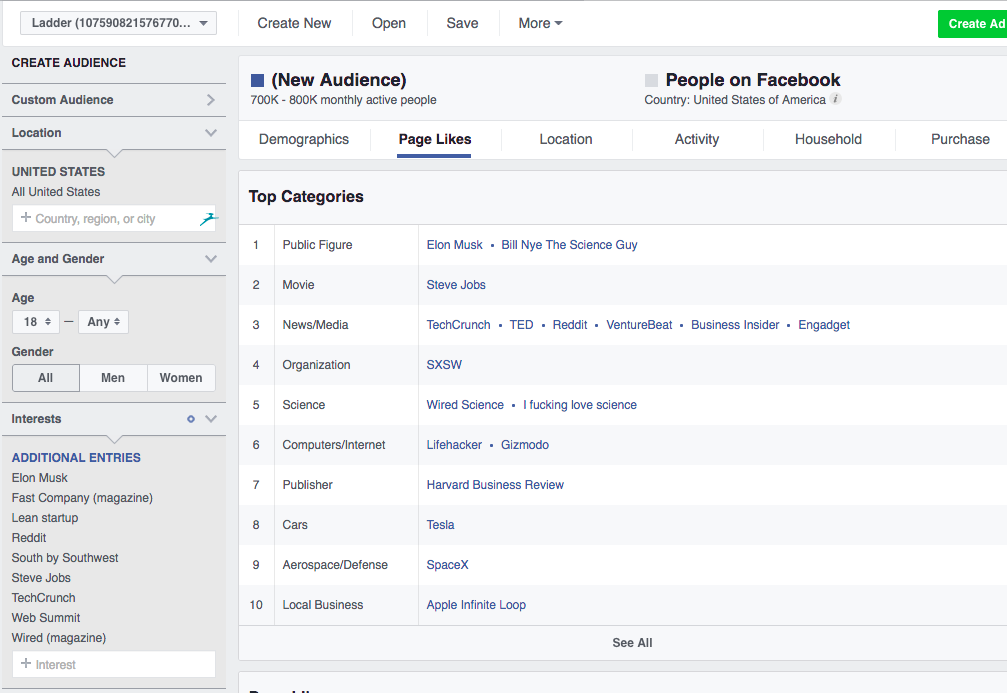 Ladder (107590821576770...
Create New
Open
Save
More
Create Ad
CREATE AUDIENCE
Custom Audience
Location
UNITED STATES
All United States
+ Country, region, or city
Age and Gender
Age
18 — Any
Gender
All Men Women
Interests
ADDITIONAL ENTRIES
Elon Musk
Fast Company (magazine)
Lean startup
Reddit
South by Southwest
Steve Jobs
TechCrunch
Web Summit
Wired (magazine)
+ Interest
(New Audience)
700K - 800K monthly active people
People on Facebook
Country: United States of America i
Demographics Page Likes Location Activity Household Purchase
Top Categories
1 Public Figure Elon Musk • Bill Nye The Science Guy
2 Movie Steve Jobs
3 News/Media TechCrunch • TED • Reddit • VentureBeat • Business Insider • Engadget
4 Organization SXSW
5 Science Wired Science • I fucking love science
6 Computers/Internet Lifehacker • Gizmodo
7 Publisher Harvard Business Review
8 Cars Tesla
9 Aerospace/Defense SpaceX
10 Local Business Apple Infinite Loop
See All